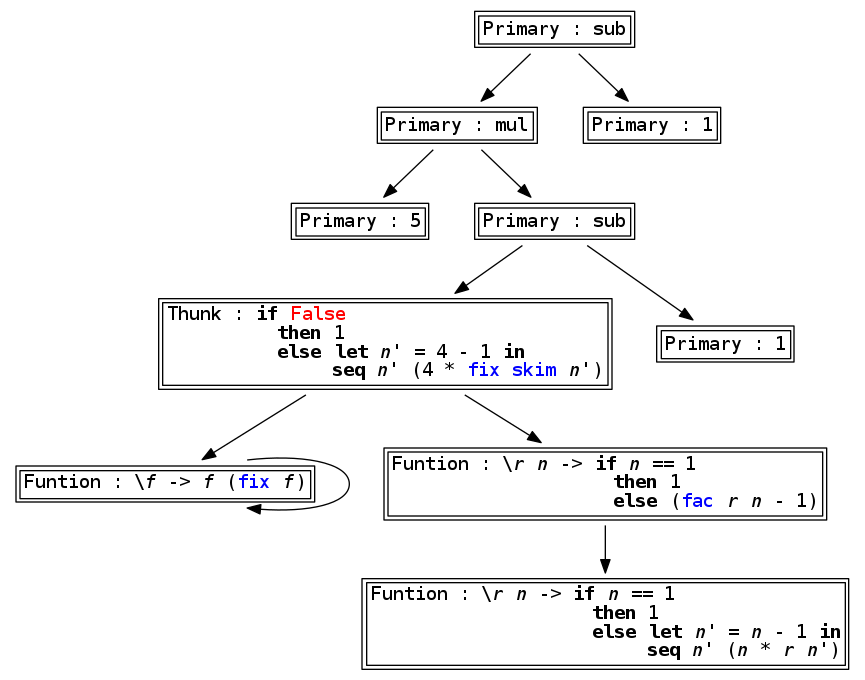 Primary : sub
Primary : mul
Primary : 1
Primary : 5
Primary : sub
Thunk : if False
then 1
else let n' = 4 - 1 in
seq n' (4 * fix skim n')
Primary : 1
Funtion : \f -> f (fix f)
Funtion : \r n -> if n == 1
then 1
else (fac r n - 1)
Funtion : \r n -> if n == 1
then 1
else let n' = n - 1 in
seq n' (n * r n')